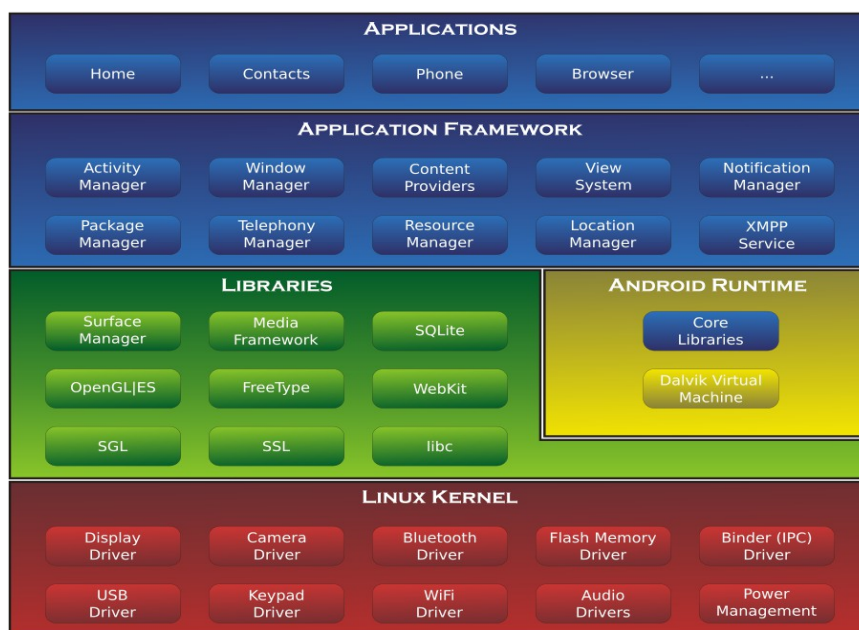 APPLICATIONS
Home
Contacts
Phone
Browser
...
APPLICATION FRAMEWORK
Activity
Manager
Window
Manager
Content
Providers
View
System
Notification
Manager
Package
Manager
Telephony
Manager
Resource
Manager
Location
Manager
XMPP
Service
LIBRARIES
Surface
Manager
Media
Framework
SQLite
OpenGL|ES
FreeType
WebKit
SGL
SSL
libc
ANDROID RUNTIME
Core
Libraries
Dalvik Virtual
Machine
LINUX KERNEL
Display
Driver
Camera
Driver
Bluetooth
Driver
Flash Memory
Driver
Binder (IPC)
Driver
USB
Driver
Keypad
Driver
WiFi
Driver
Audio
Drivers
Power
Management